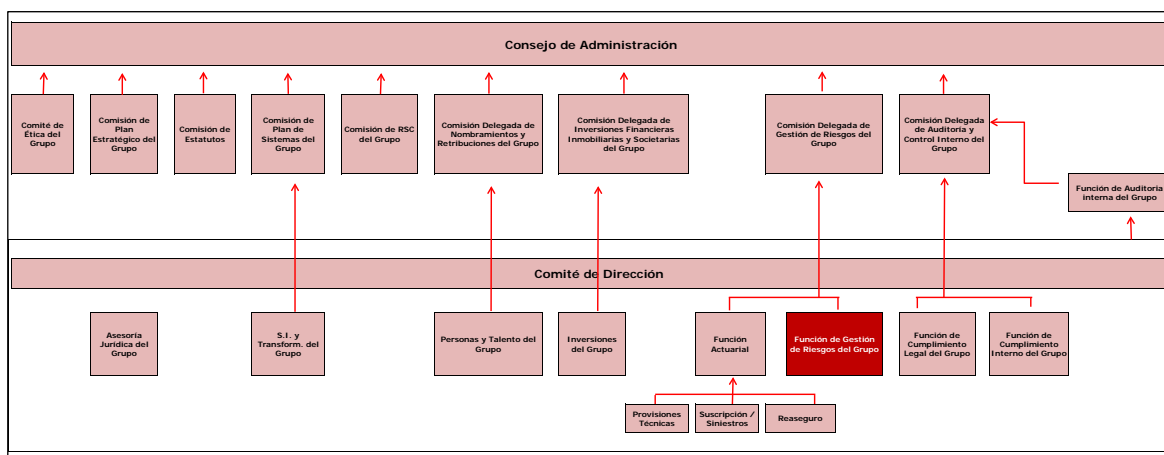 Consejo de Administración
Comité de
Ética del
Grupo
Comisión de
Plan
Estratégico del
Grupo
Comisión de
Estatutos
Comisión de
Plan de
Sistemas del
Grupo
Comisión de RSC
del Grupo
Comisión Delegada de
Nombramientos y
Retribuciones del Grupo
Comisión Delegada de
Inversiones Financieras
Inmobiliarias y Societarias
del Grupo
Comisión Delegada de
Gestión de Riesgos del
Grupo
Comisión Delegada
de Auditoría y
Control Interno del
Grupo
Función de Auditoria
interna del Grupo
Comité de Dirección
Asesoría
Jurídica del
Grupo
S.I. y
Transform. del
Grupo
Personas y Talento del
Grupo
Inversiones
del Grupo
Función
Actuarial
Función de Gestión
de Riesgos del Grupo
Función de
Cumplimiento
Legal del Grupo
Función de
Cumplimiento
Interno del Grupo
Provisiones
Técnicas
Suscripción /
Siniestros
Reaseguro